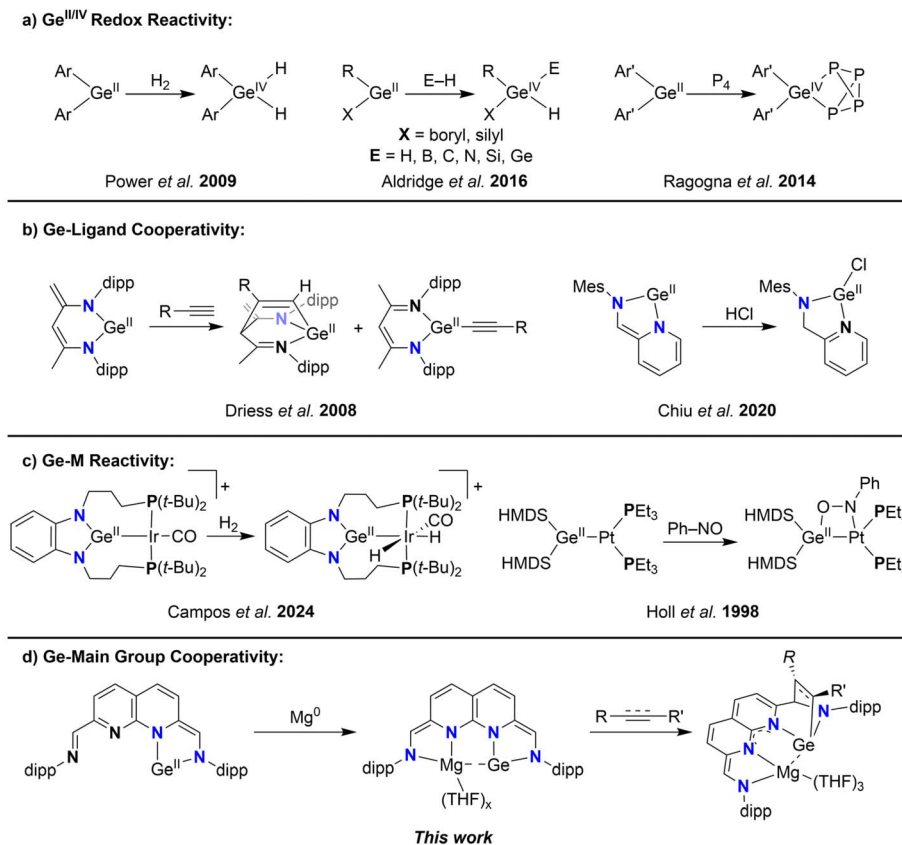 a) Ge^II/IV Redox Reactivity:
Ar Ge^II Ar H2 Ar Ge^IV H Ar H
R Ge^II X E–H R Ge^IV E X H
X = boryl, silyl
E = H, B, C, N, Si, Ge
Ar' Ge^II Ar' P4 Ar' Ge^IV Ar' P P P P
Power et al. 2009 Aldridge et al. 2016 Ragogna et al. 2014
b) Ge-Ligand Cooperativity:
dipp N Ge^II N dipp R R H dipp N Ge^II N dipp + dipp N Ge^II R N dipp
Mes N Ge^II N HCl Mes N Cl Ge^II N
Driess et al. 2008 Chiu et al. 2020
c) Ge-M Reactivity:
P(t-Bu)2 + N Ge^II Ir CO N P(t-Bu)2 H2 P(t-Bu)2 + N Ge^II Ir CO H H N P(t-Bu)2
HMDS Ge^II HMDS Pt PEt3 PEt3 Ph–NO HMDS Ge^II HMDS O N Ph Pt PEt PEt
Campos et al. 2024 Holl et al. 1998
d) Ge-Main Group Cooperativity:
N N N dipp Ge^II N dipp Mg^0 N N dipp N Mg Ge N dipp (THF)x R R' R R' N dipp N Ge N Mg (THF)3 N dipp
This work